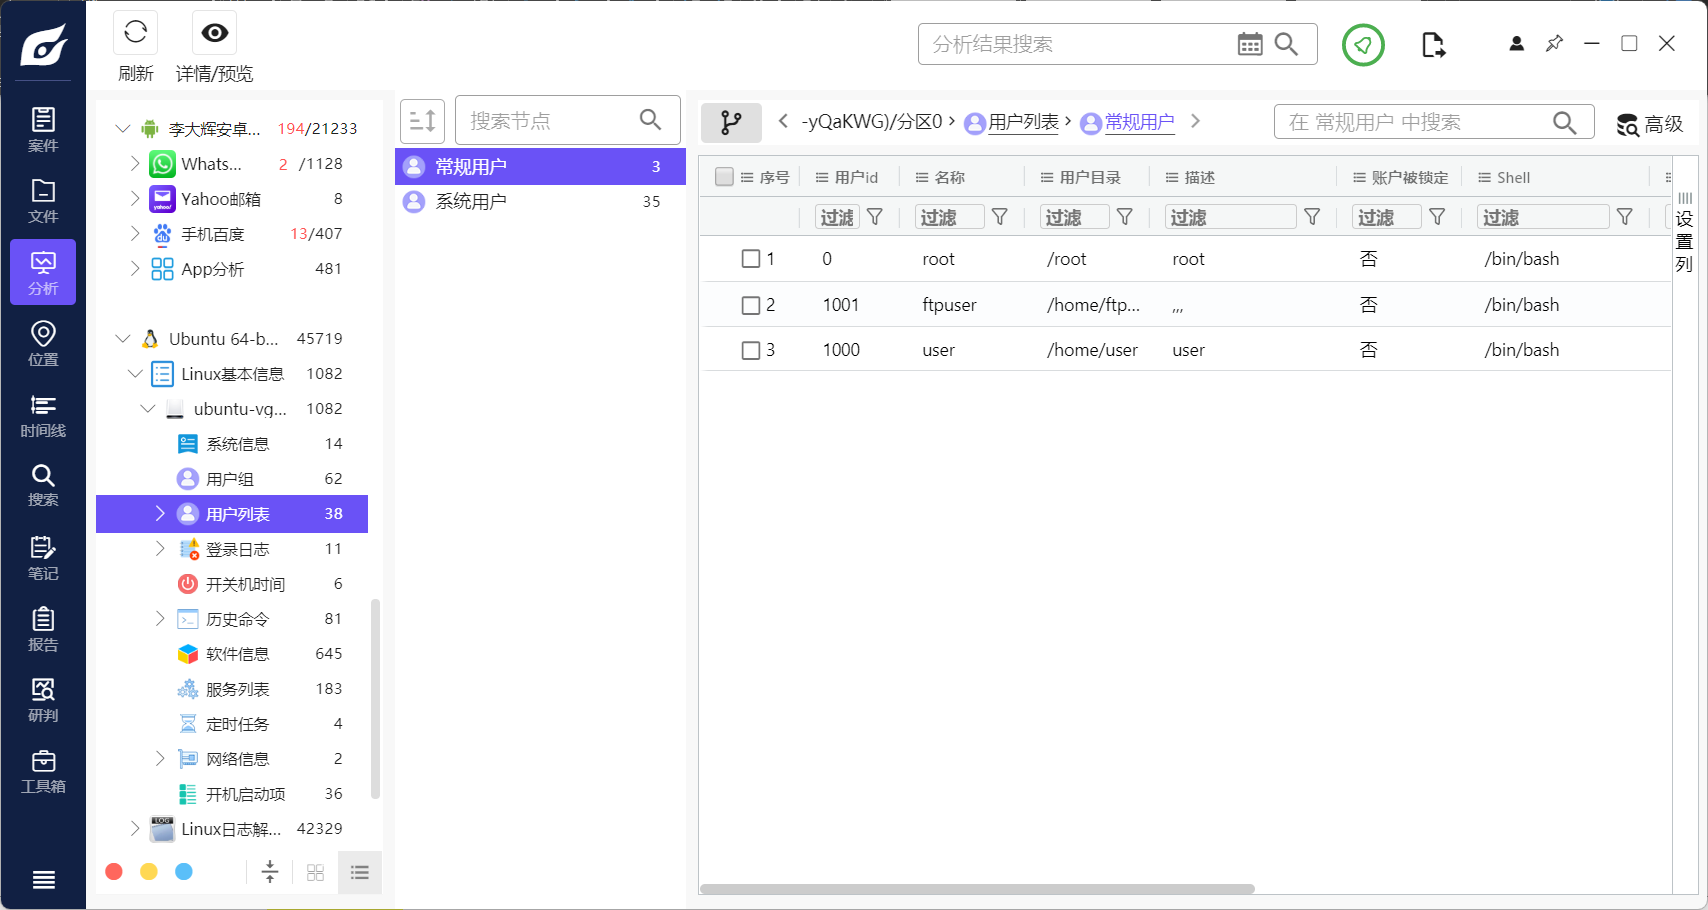 刷新
详情/预览
分析结果搜索
案件
文件
分析
位置
时间线
搜索
笔记
报告
研判
工具箱
李大辉安卓... 194/21233
Whats... 2 /1128
Yahoo邮箱 8
手机百度 13/407
App分析 481
Ubuntu 64-b... 45719
Linux基本信息 1082
ubuntu-vg... 1082
系统信息 14
用户组 62
用户列表 38
登录日志 11
开关机时间 6
历史命令 81
软件信息 645
服务列表 183
定时任务 4
网络信息 2
开机启动项 36
Linux日志解... 42329
搜索节点
常规用户 3
系统用户 35
-yQaKWG)/分区0 › 用户列表 › 常规用户
在 常规用户 中搜索
高级
序号 用户id 名称 用户目录 描述 账户被锁定 Shell
过滤 过滤 过滤 过滤 过滤 过滤
1 0 root /root root 否 /bin/bash
2 1001 ftpuser /home/ftp... ,,, 否 /bin/bash
3 1000 user /home/user user 否 /bin/bash
设置列